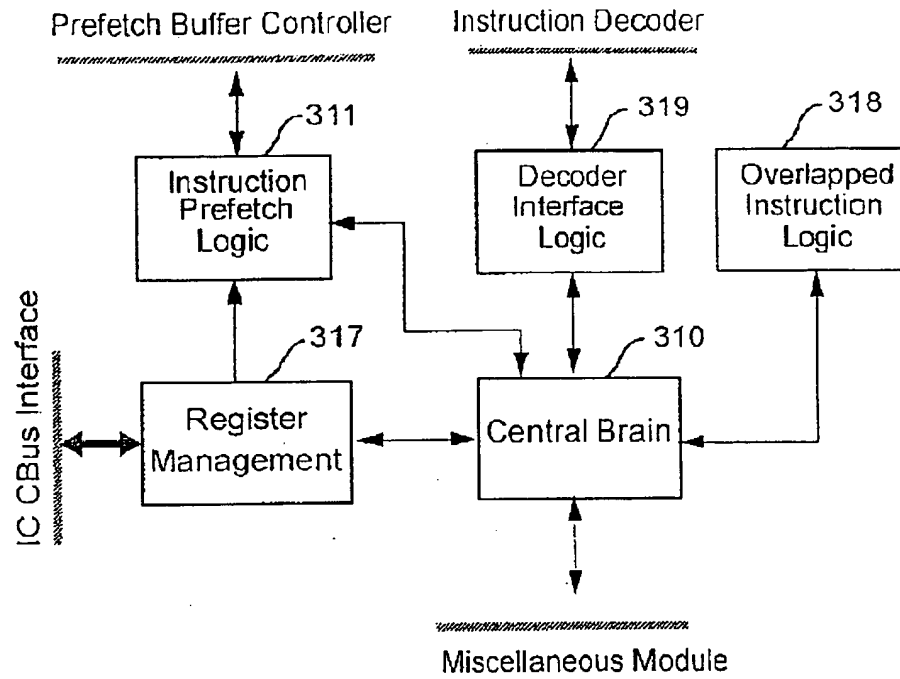 Prefetch Buffer Controller
Instruction Decoder
311
319
318
Instruction
Prefetch
Logic
Decoder
Interface
Logic
Overlapped
Instruction
Logic
IC CBus Interface
317
310
Register
Management
Central Brain
Miscellaneous Module